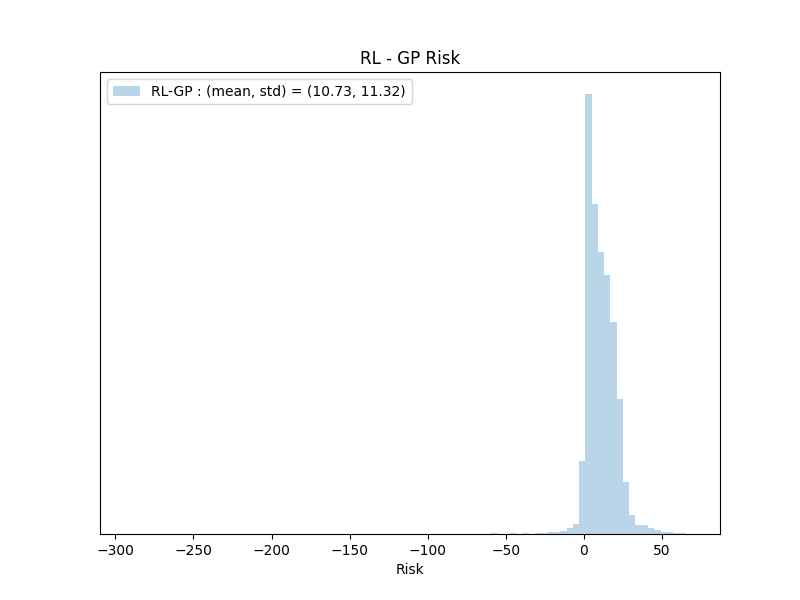 RL - GP Risk
RL-GP : (mean, std) = (10.73, 11.32)
−300 −250 −200 −150 −100 −50 0 50
Risk